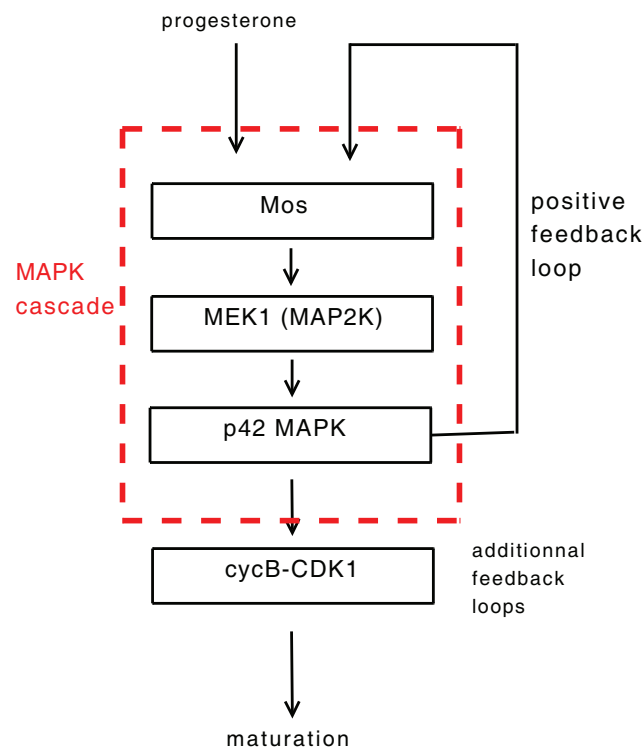 progesterone
Mos
positive
feedback
loop
MAPK
cascade
MEK1 (MAP2K)
p42 MAPK
cycB-CDK1
additionnal
feedback
loops
maturation